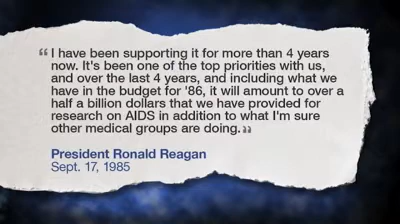 “I have been supporting it for more than 4 years
now. It's been one of the top priorities with us,
and over the last 4 years, and including what we
have in the budget for '86, it will amount to over a
half a billion dollars that we have provided for
research on AIDS in addition to what I'm sure
other medical groups are doing.”
President Ronald Reagan
Sept. 17, 1985